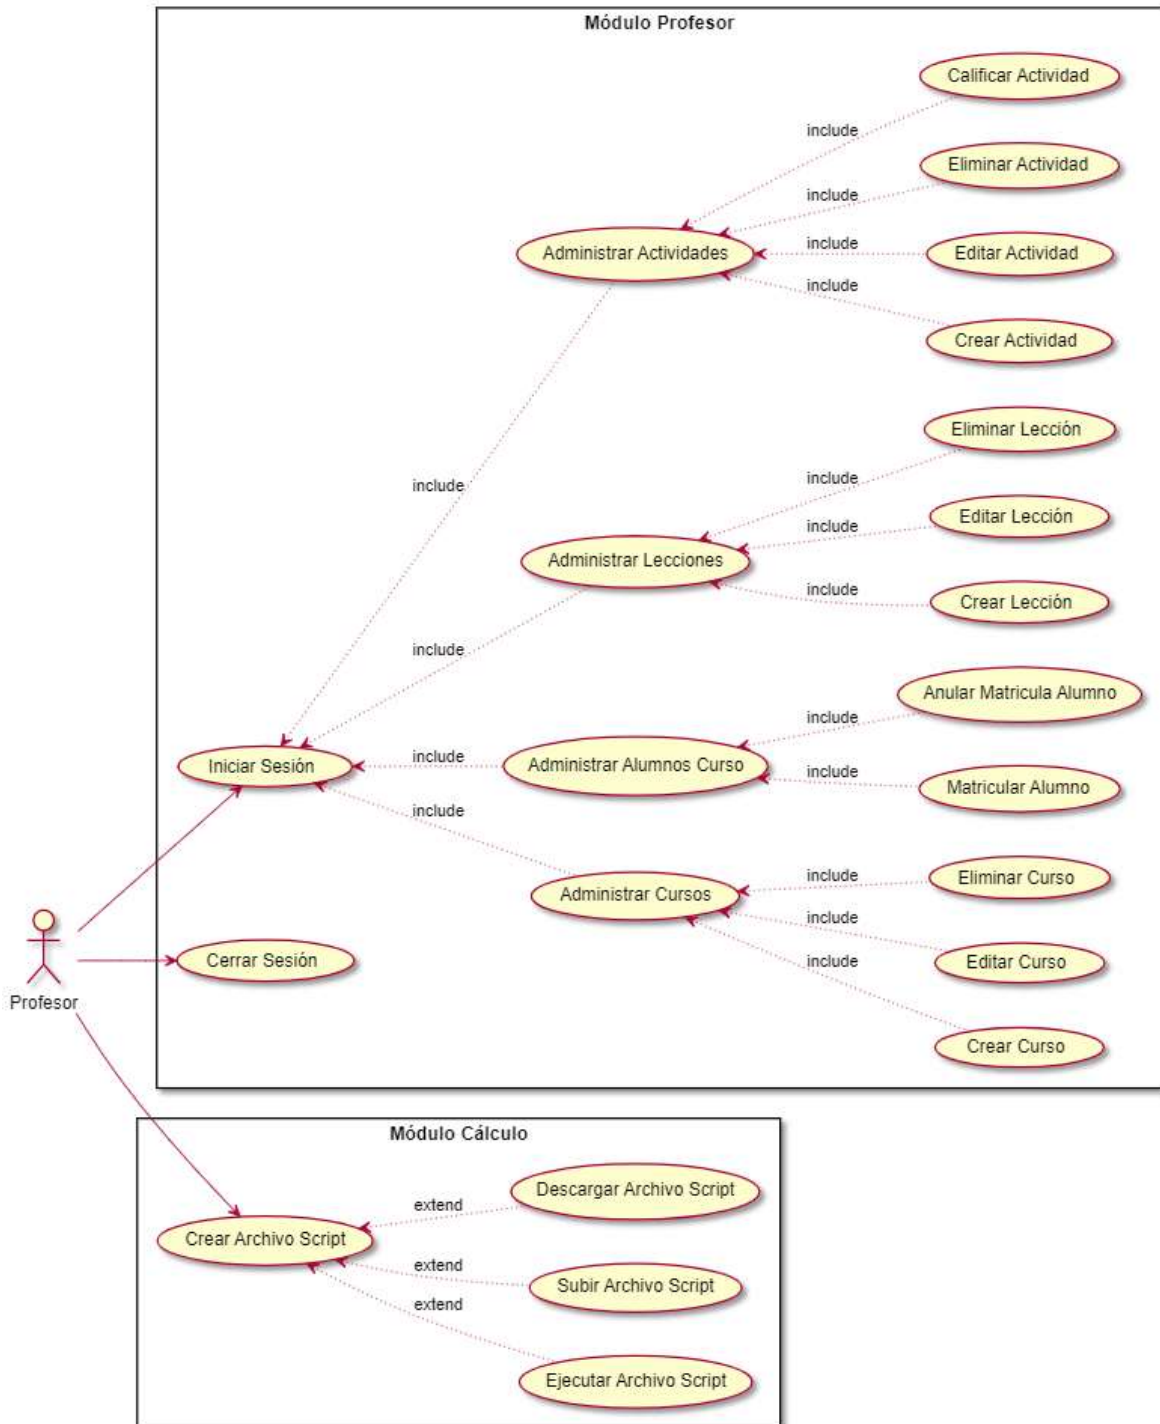 Módulo Profesor
Calificar Actividad
include
Eliminar Actividad
include
Administrar Actividades
include
Editar Actividad
include
Crear Actividad
Eliminar Lección
include
include
Editar Lección
include
Administrar Lecciones
include
Crear Lección
include
Anular Matricula Alumno
include
Iniciar Sesión
include
Administrar Alumnos Curso
include
Matricular Alumno
include
Administrar Cursos
include
Eliminar Curso
include
Editar Curso
include
Crear Curso
Cerrar Sesión
Profesor
Módulo Cálculo
Descargar Archivo Script
extend
Crear Archivo Script
extend
Subir Archivo Script
extend
Ejecutar Archivo Script